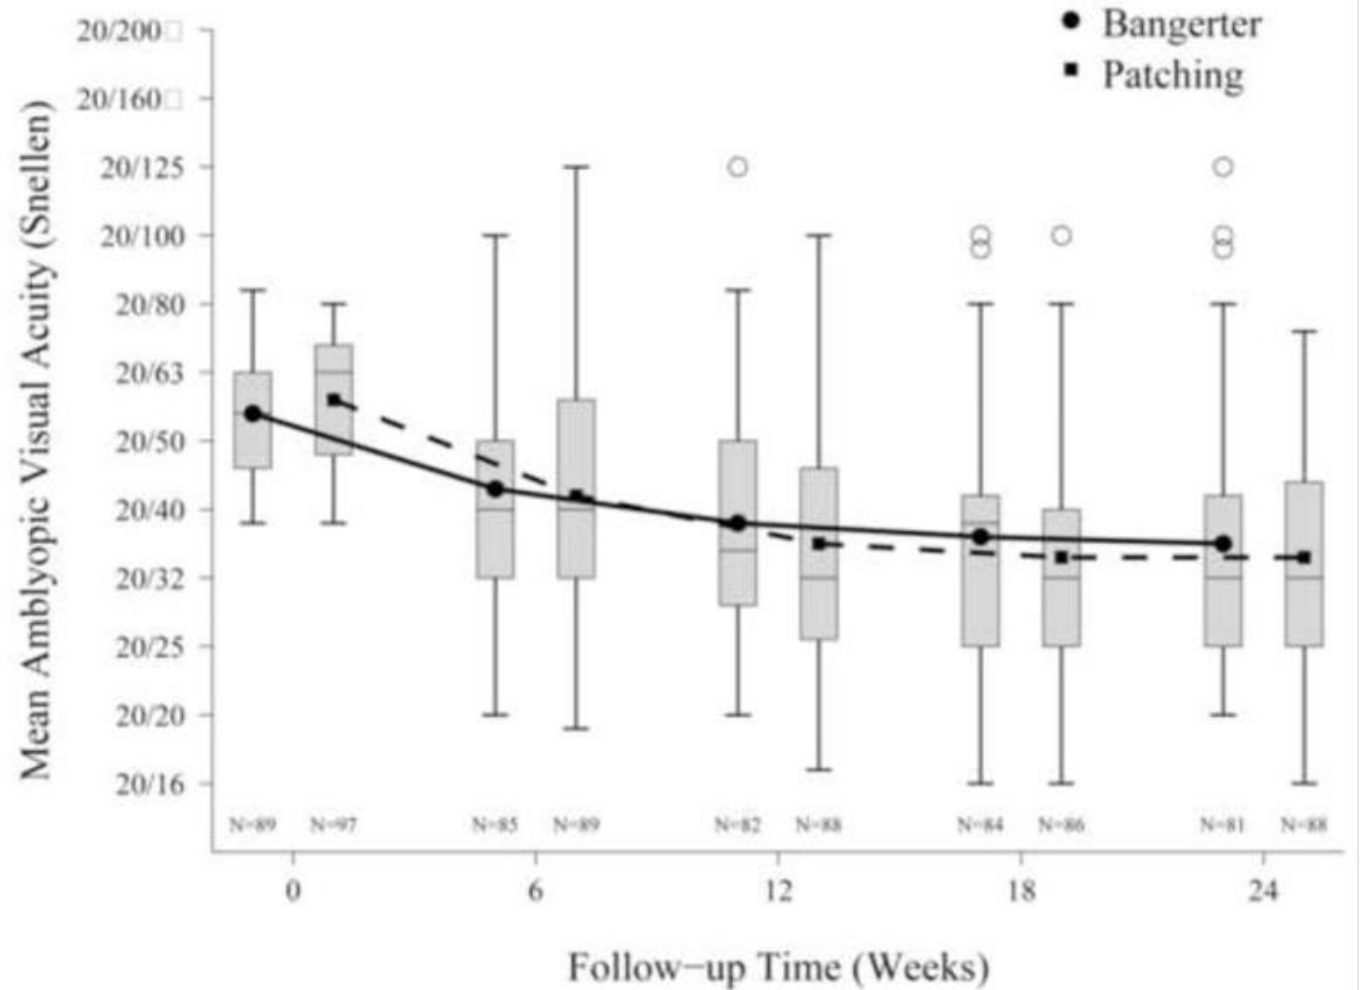 Bangerter
Patching
Mean Amblyopic Visual Acuity (Snellen)
20/200
20/160
20/125
20/100
20/80
20/63
20/50
20/40
20/32
20/25
20/20
20/16
N=89 N=97 N=85 N=89 N=82 N=88 N=84 N=86 N=81 N=88
0 6 12 18 24
Follow-up Time (Weeks)